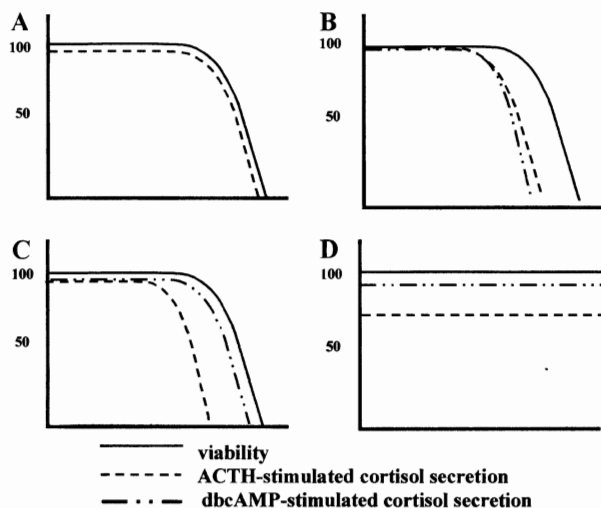 A
100
50
B
100
50
C
100
50
D
100
50
viability
ACTH-stimulated cortisol secretion
dbcAMP-stimulated cortisol secretion